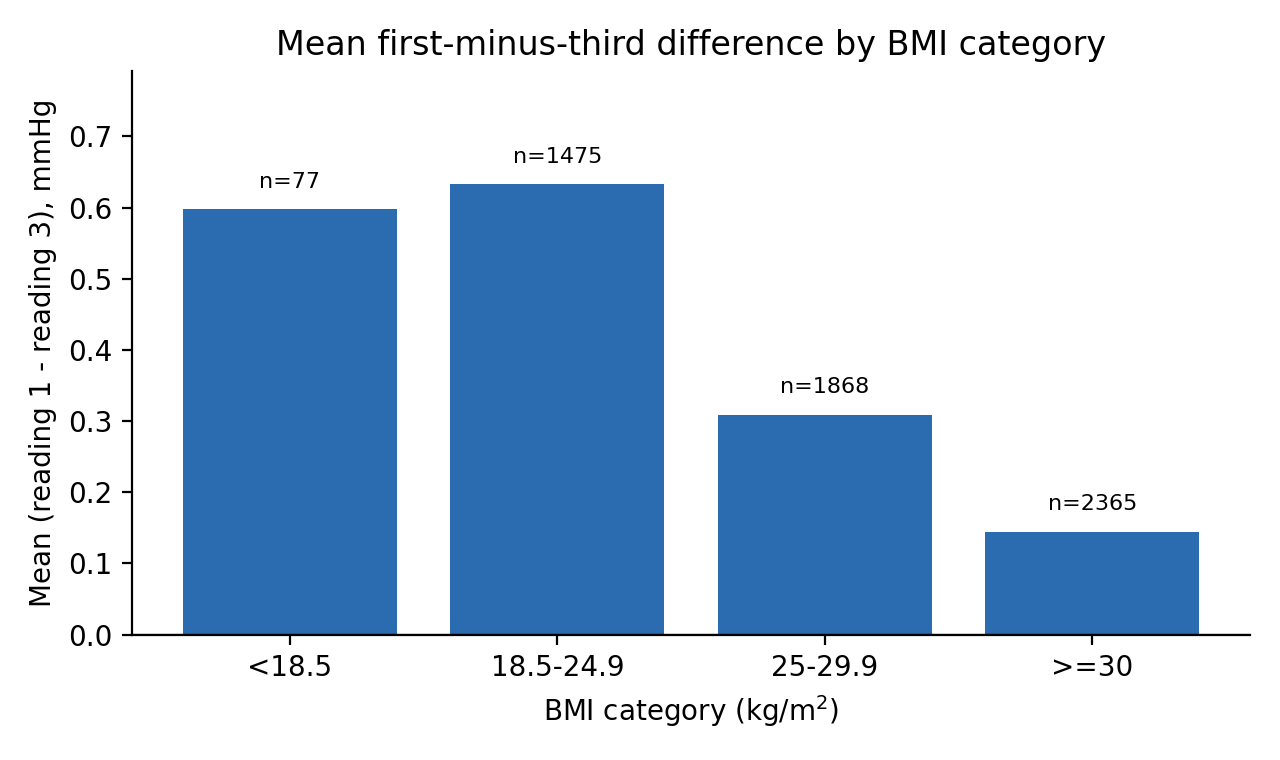 Mean first-minus-third difference by BMI category
Mean (reading 1 - reading 3), mmHg
0.7
0.6
0.5
0.4
0.3
0.2
0.1
0.0
n=77
n=1475
n=1868
n=2365
<18.5
18.5-24.9
25-29.9
>=30
BMI category (kg/m²)